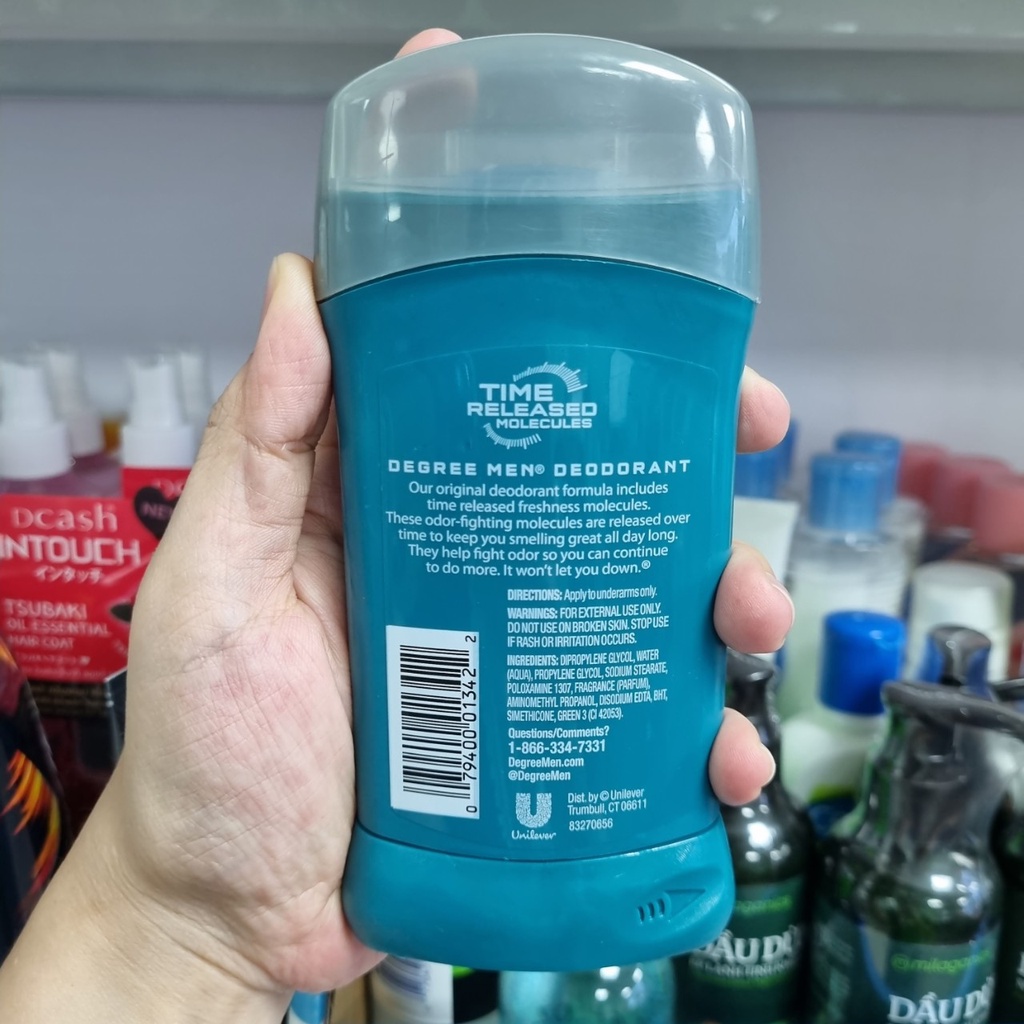 TIME
RELEASED
MOLECULES
DEGREE MEN® DEODORANT
Our original deodorant formula includes
time released freshness molecules.
These odor-fighting molecules are released over
time to keep you smelling great all day long.
They help fight odor so you can continue
to do more. It won't let you down.®
DIRECTIONS: Apply to underarms only.
WARNINGS: FOR EXTERNAL USE ONLY.
DO NOT USE ON BROKEN SKIN. STOP USE
IF RASH OR IRRITATION OCCURS.
INGREDIENTS: DIPROPYLENE GLYCOL, WATER
(AQUA), PROPYLENE GLYCOL, SODIUM STEARATE,
POLOXAMINE 1307, FRAGRANCE (PARFUM),
AMINOMETHYL PROPANOL, DISODIUM EDTA, BHT,
SIMETHICONE, GREEN 3 (CI 42053).
Questions/Comments?
1-866-334-7331
DegreeMen.com
@DegreeMen
Unilever
Dist. by © Unilever
Trumbull, CT 06611
83270656
0 79400 01342 2
Dcash
INTOUCH
インタッチ
TSUBAKI
OIL ESSENTIAL
HAIR COAT
NEW
DẦU DỪ
DẦU DỪ